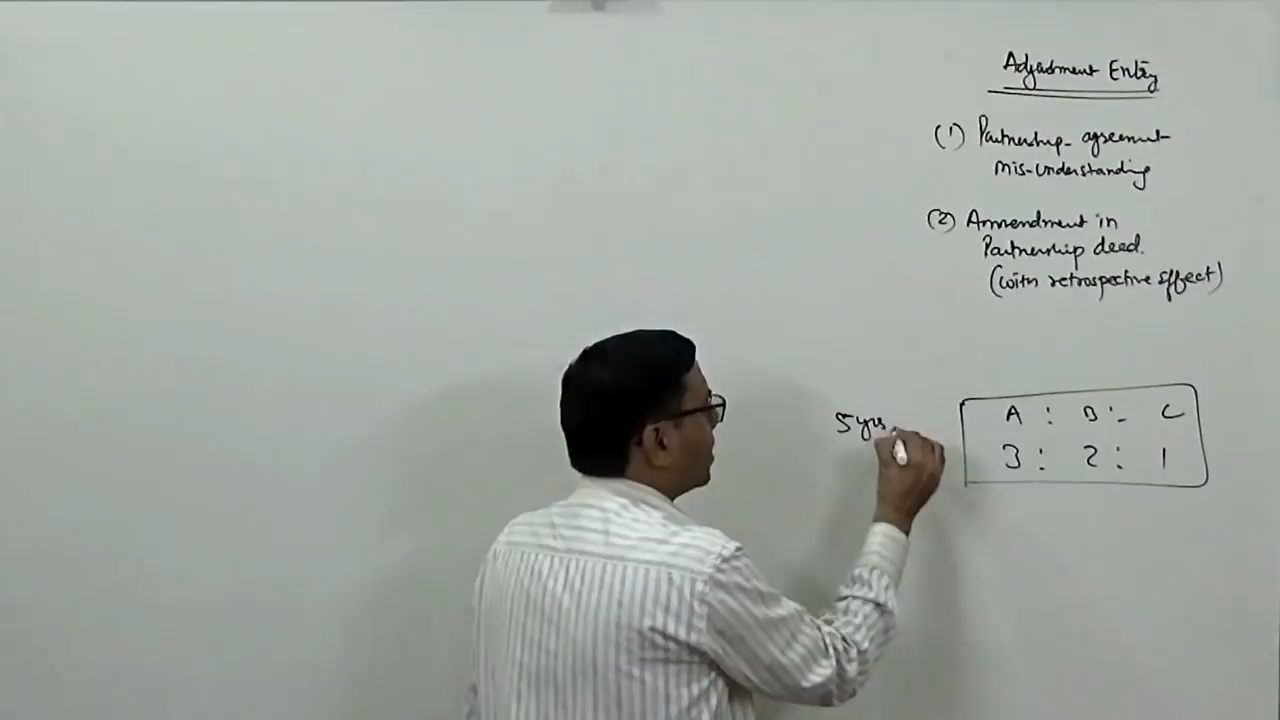 Adjustment Entry
(1) Partnership - agreement
mis-understanding
(2) Ammendment in
Partnership deed.
(with retrospective effect)
5 yrs.
A : B :- C
3 : 2 : 1